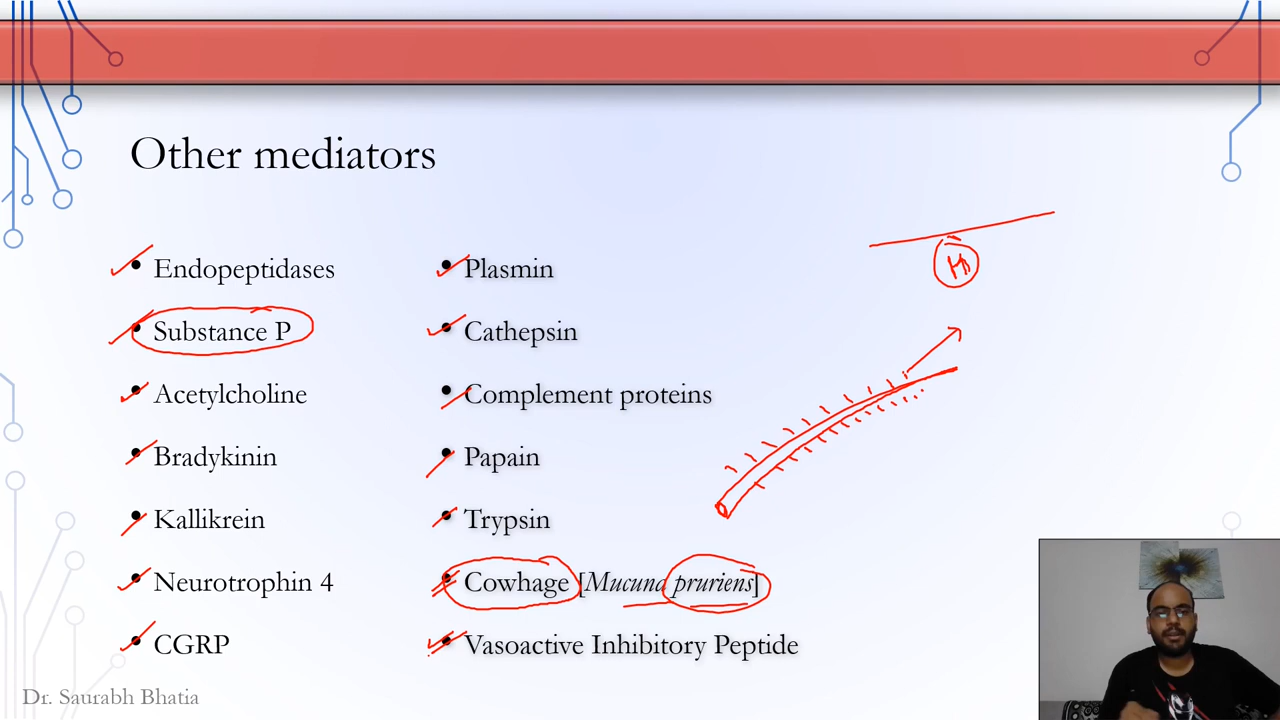 Other mediators
Endopeptidases
Substance P
Acetylcholine
Bradykinin
Kallikrein
Neurotrophin 4
CGRP
Plasmin
Cathepsin
Complement proteins
Papain
Trypsin
Cowhage [Mucuna pruriens]
Vasoactive Inhibitory Peptide
H
Dr. Saurabh Bhatia